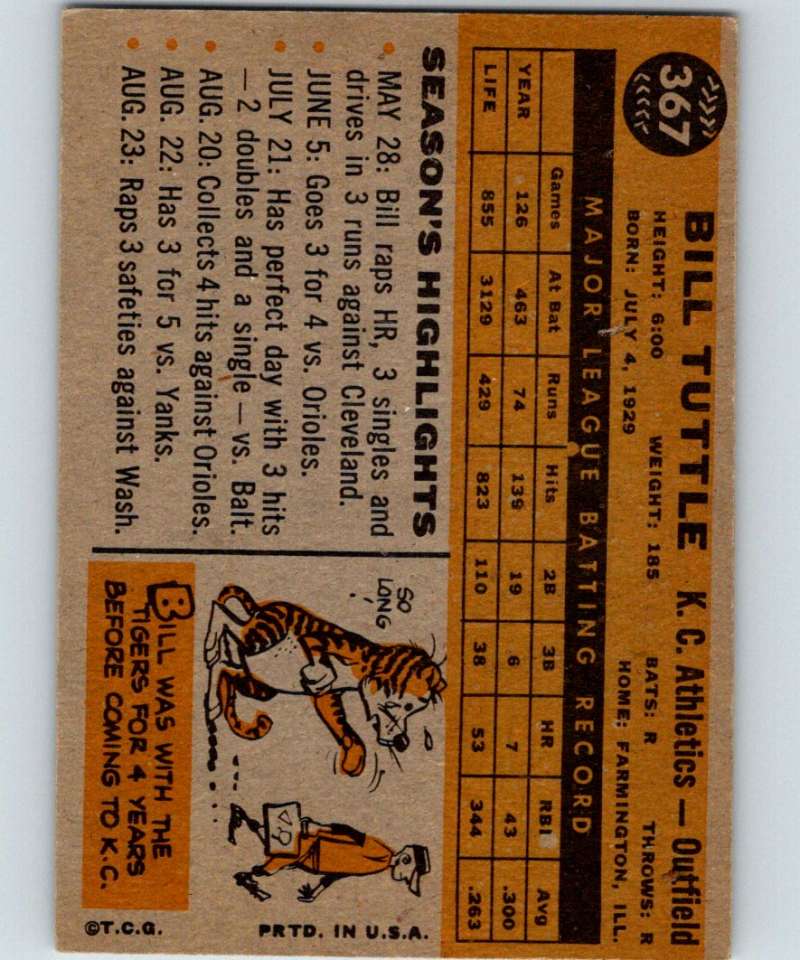 367
BILL TUTTLE K. C. Athletics — Outfield
HEIGHT: 6:00 WEIGHT: 185 BATS: R THROWS: R
BORN: JULY 4, 1929 HOME: FARMINGTON, ILL.
MAJOR LEAGUE BATTING RECORD
Games At Bat Runs Hits 2B 3B HR RBI Avg
YEAR 126 463 74 139 19 6 7 43 .300
LIFE 855 3129 429 823 110 38 53 344 .263
SEASON'S HIGHLIGHTS
• MAY 28: Bill raps HR, 3 singles and
drives in 3 runs against Cleveland.
• JUNE 5: Goes 3 for 4 vs. Orioles.
• JULY 21: Has perfect day with 3 hits
— 2 doubles and a single — vs. Balt.
• AUG. 20: Collects 4 hits against Orioles.
• AUG. 22: Has 3 for 5 vs. Yanks.
• AUG. 23: Raps 3 safeties against Wash.
SO
LONG!
BILL WAS WITH THE
TIGERS FOR 4 YEARS
BEFORE COMING TO K.C.
©T.C.G. PRTD. IN U.S.A.